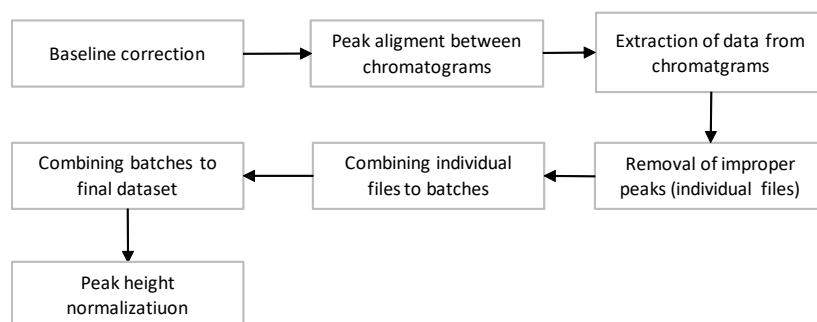 Baseline correction
Peak aligment between
chromatograms
Extraction of data from
chromatgrams
Removal of improper
peaks (individual files)
Combining individual
files to batches
Combining batches to
final dataset
Peak height
normalizatiuon